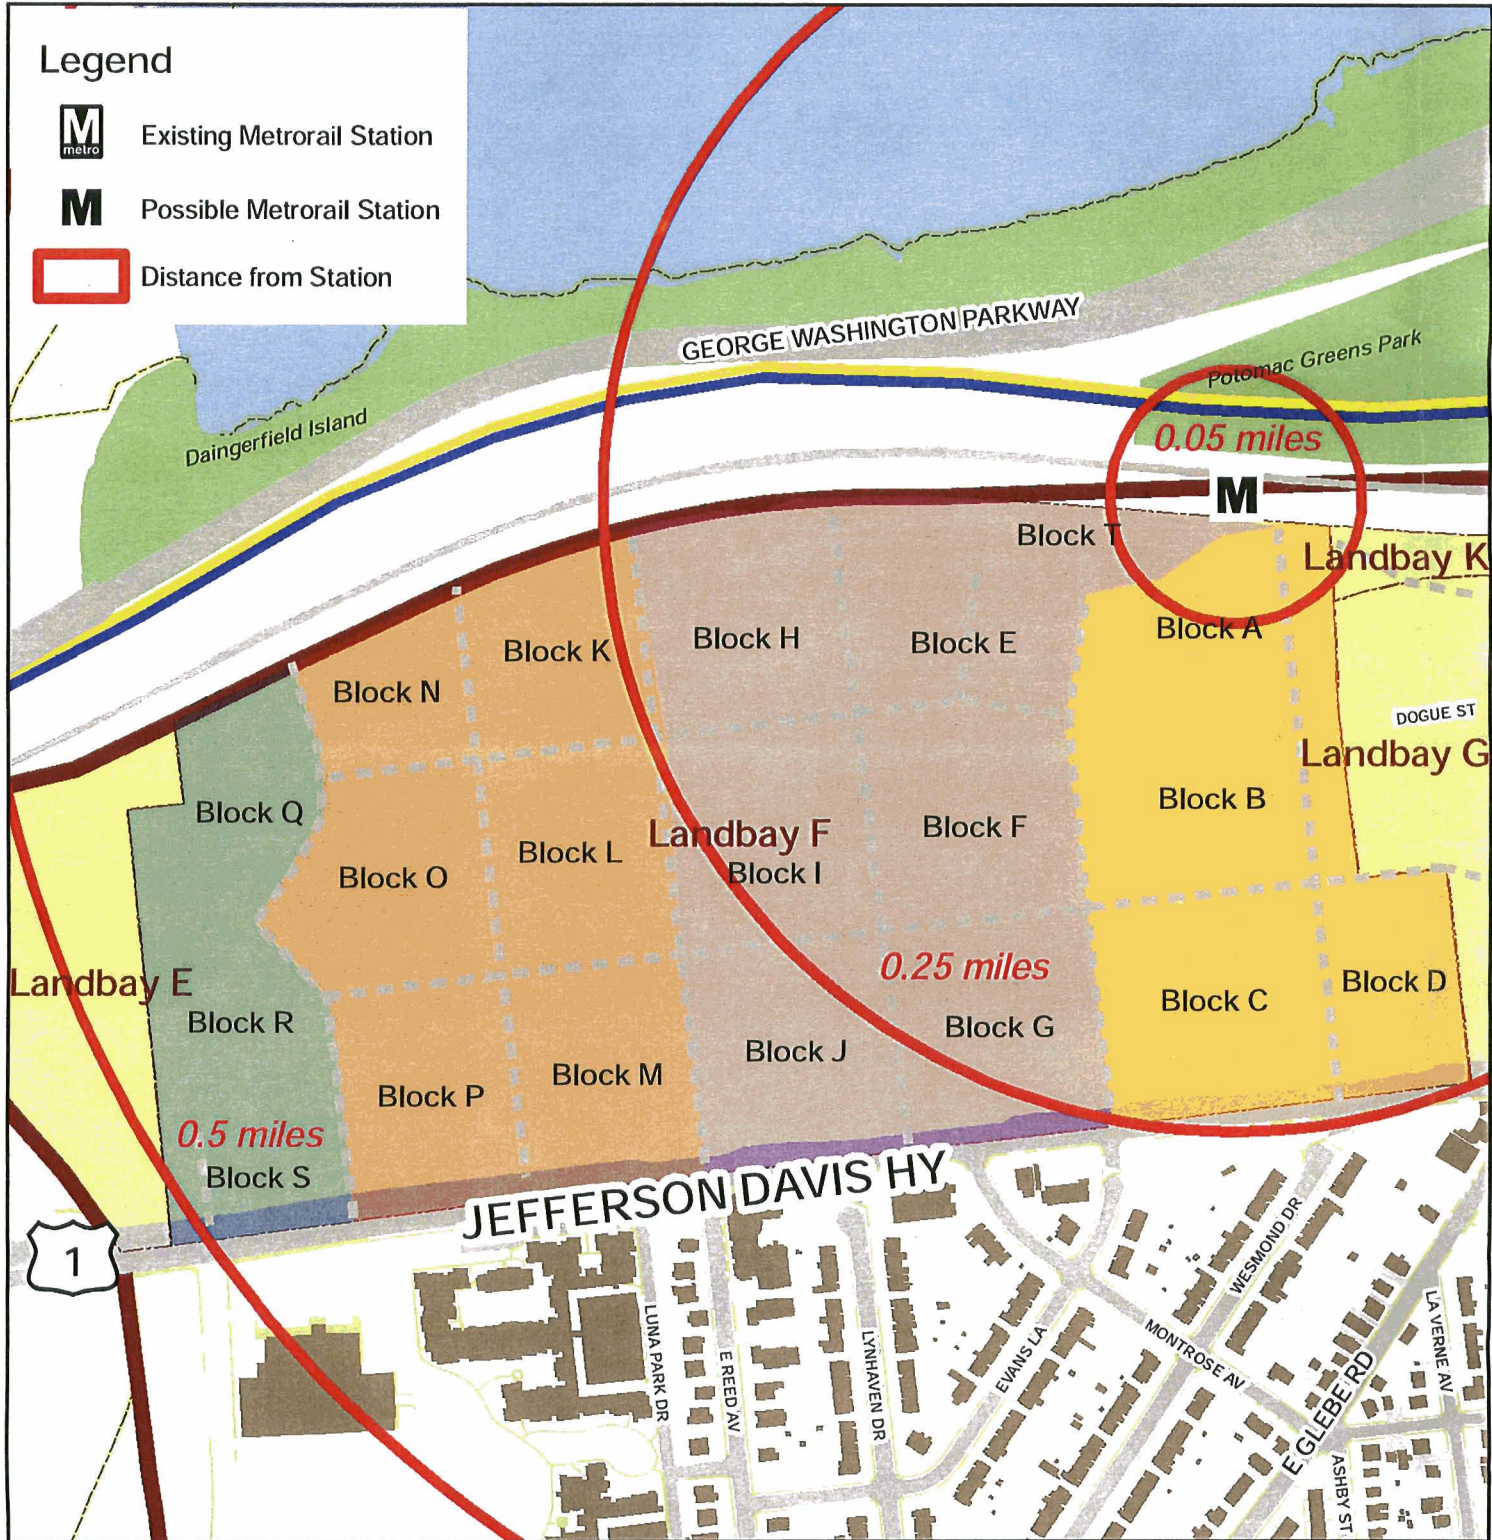 Legend
M
metro
Existing Metrorail Station
M
Possible Metrorail Station
Distance from Station
GEORGE WASHINGTON PARKWAY
Potomac Greens Park
Daingerfield Island
0.05 miles
M
Block T
Landbay K
Block A
Block H
Block E
Block K
Block N
DOGUE ST
Landbay G
Block B
Block Q
Landbay F
Block F
Block L
Block I
Block O
0.25 miles
Landbay E
Block D
Block C
Block R
Block G
Block J
Block M
Block P
0.5 miles
Block S
JEFFERSON DAVIS HY
1
WESMOND DR
LUNA PARK DR
E REED AV
LYNHAVEN DR
EVANS LA
MONTROSE AV
E GLEBE RD
LA VERNE AV
ASHBY ST